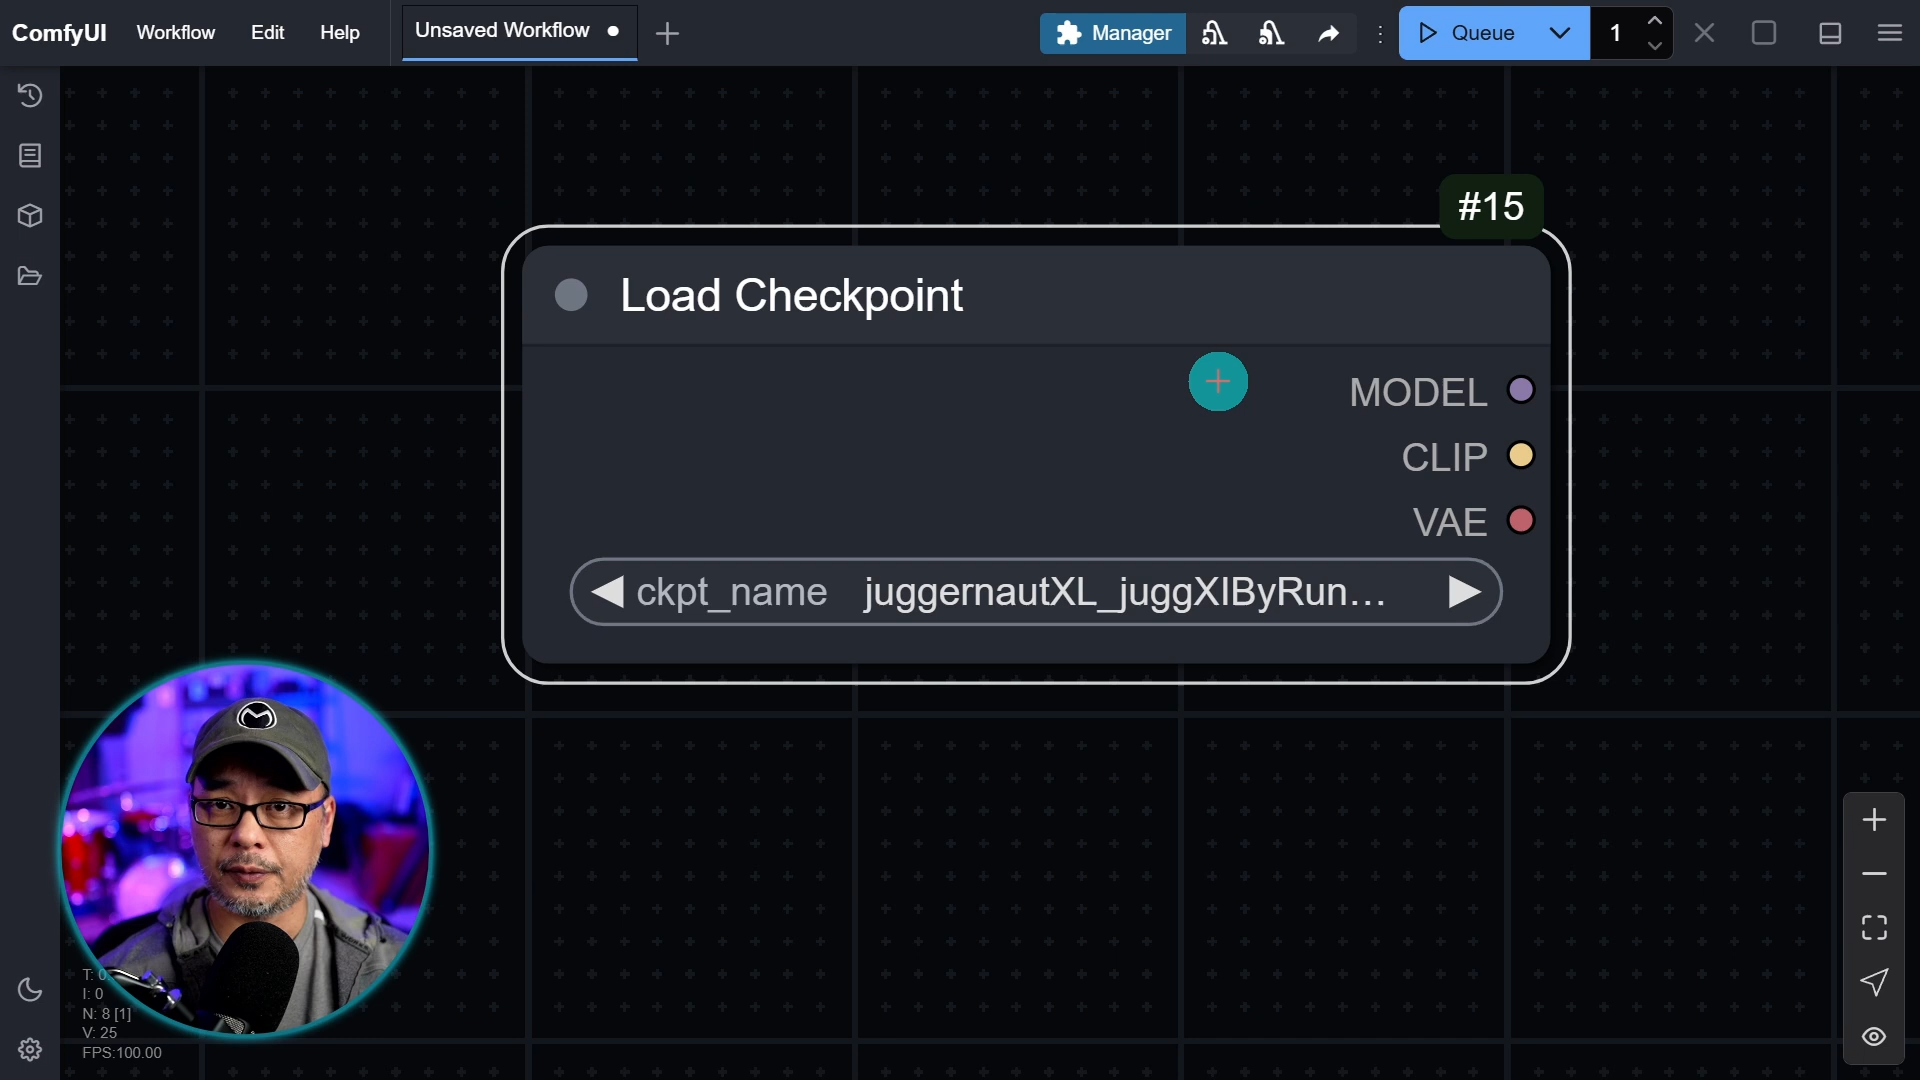 ComfyUI Workflow Edit Help Unsaved Workflow Manager Queue 1
#15
Load Checkpoint
MODEL
CLIP
VAE
ckpt_name juggernautXL_juggXIByRun...
I: 0
N: 8 [1]
V: 25
FPS:100.00